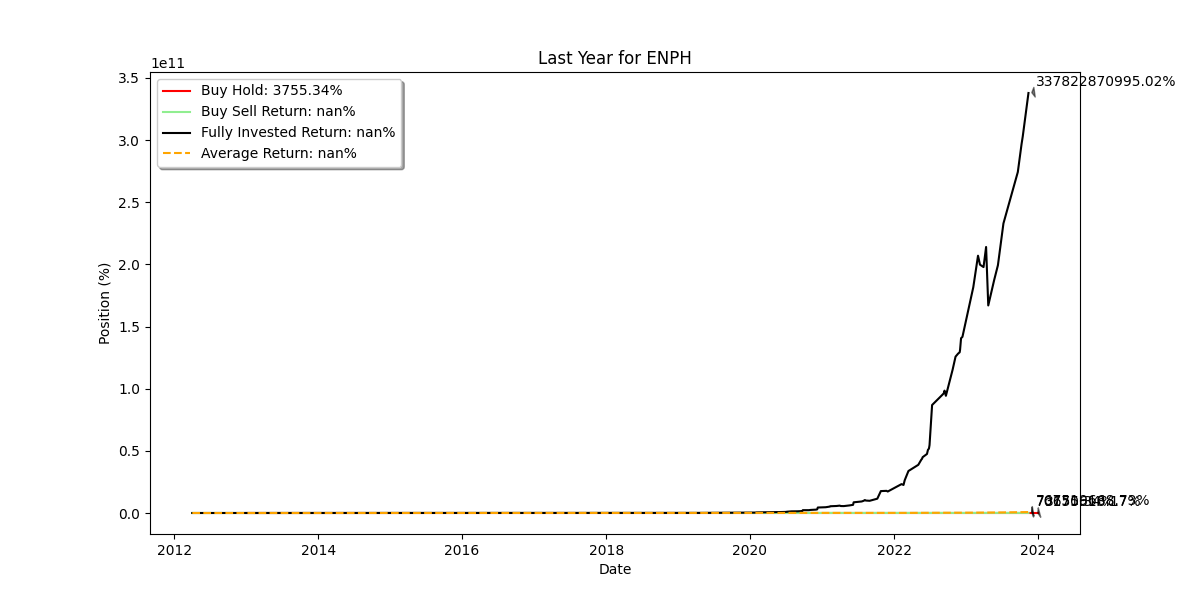 Last Year for ENPH
1e11
3.5
3.0
2.5
2.0
1.5
1.0
0.5
0.0
Position (%)
Buy Hold: 3755.34%
Buy Sell Return: nan%
Fully Invested Return: nan%
Average Return: nan%
337822870995.02%
2012
2014
2016
2018
2020
2022
2024
Date